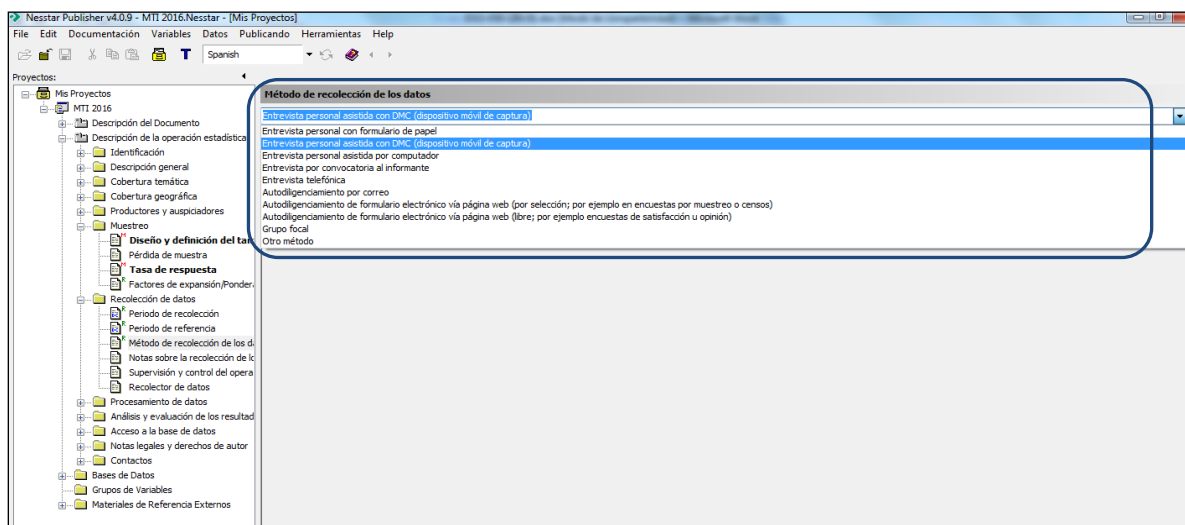 Nesstar Publisher v4.0.9 - MTI 2016.Nesstar - [Mis Proyectos]
File Edit Documentación Variables Datos Publicando Herramientas Help
T Spanish
Proyectos:
Mis Proyectos
MTI 2016
Descripción del Documento
Descripción de la operación estadística
Identificación
Descripción general
Cobertura temática
Cobertura geográfica
Productores y auspiciadores
Muestreo
M Diseño y definición del tam
Pérdida de muestra
M Tasa de respuesta
R Factores de expansión/Ponder
Recolección de datos
R Periodo de recolección
R Periodo de referencia
R Método de recolección de los da
Notas sobre la recolección de lo
Supervisión y control del opera
Recolector de datos
Procesamiento de datos
Análisis y evaluación de los resultad
Acceso a la base de datos
Notas legales y derechos de autor
Contactos
Bases de Datos
Grupos de Variables
Materiales de Referencia Externos
Método de recolección de los datos
Entrevista personal asistida con DMC (dispositivo móvil de captura)
Entrevista personal con formulario de papel
Entrevista personal asistida con DMC (dispositivo móvil de captura)
Entrevista personal asistida por computador
Entrevista por convocatoria al informante
Entrevista telefónica
Autodiligenciamiento por correo
Autodiligenciamiento de formulario electrónico vía página web (por selección; por ejemplo en encuestas por muestreo o censos)
Autodiligenciamiento de formulario electrónico vía página web (libre; por ejemplo encuestas de satisfacción u opinión)
Grupo focal
Otro método